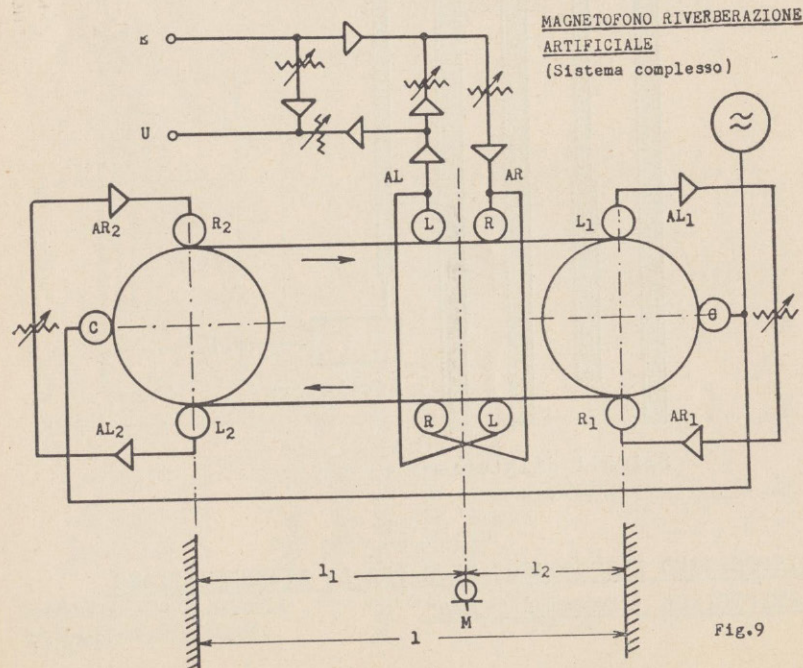 MAGNETOFONO RIVERBERAZIONE
ARTIFICIALE
(Sistema complesso)
E
U
≈
AL
AR
AR2
R2
L
R
L1
AL1
C
θ
AL2
L2
R
L
R1
AR1
l1
l2
M
l
Fig.9